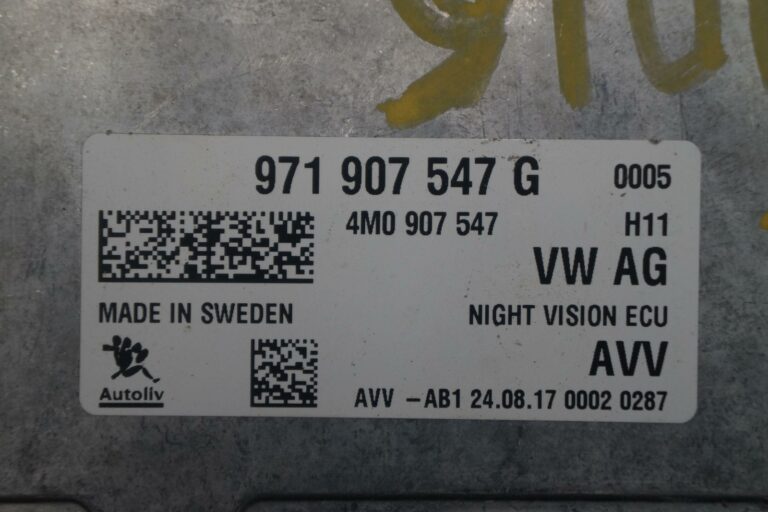 971 907 547 G 0005
4M0 907 547 H11
VW AG
MADE IN SWEDEN NIGHT VISION ECU
AVV
Autoliv
AVV -AB1 24.08.17 0002 0287